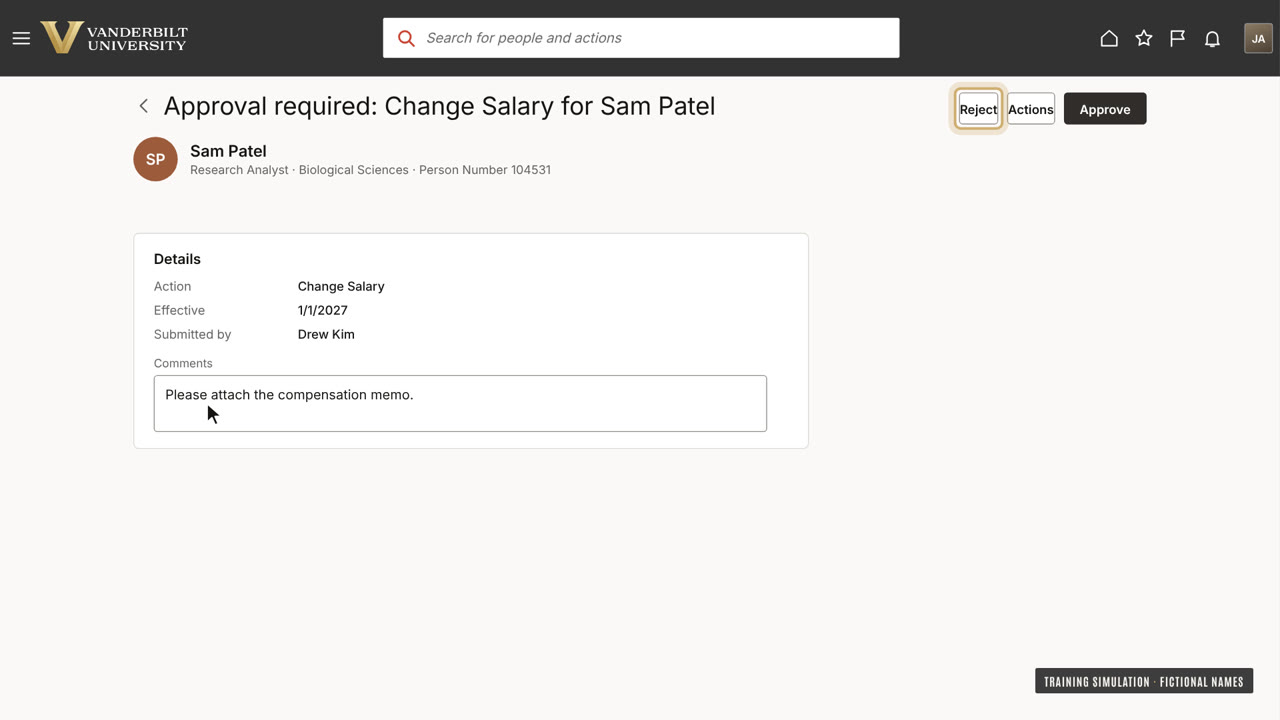 VANDERBILT
UNIVERSITY
Search for people and actions
JA
Approval required: Change Salary for Sam Patel
Reject
Actions
Approve
SP
Sam Patel
Research Analyst · Biological Sciences · Person Number 104531
Details
Action Change Salary
Effective 1/1/2027
Submitted by Drew Kim
Comments
Please attach the compensation memo.
TRAINING SIMULATION · FICTIONAL NAMES